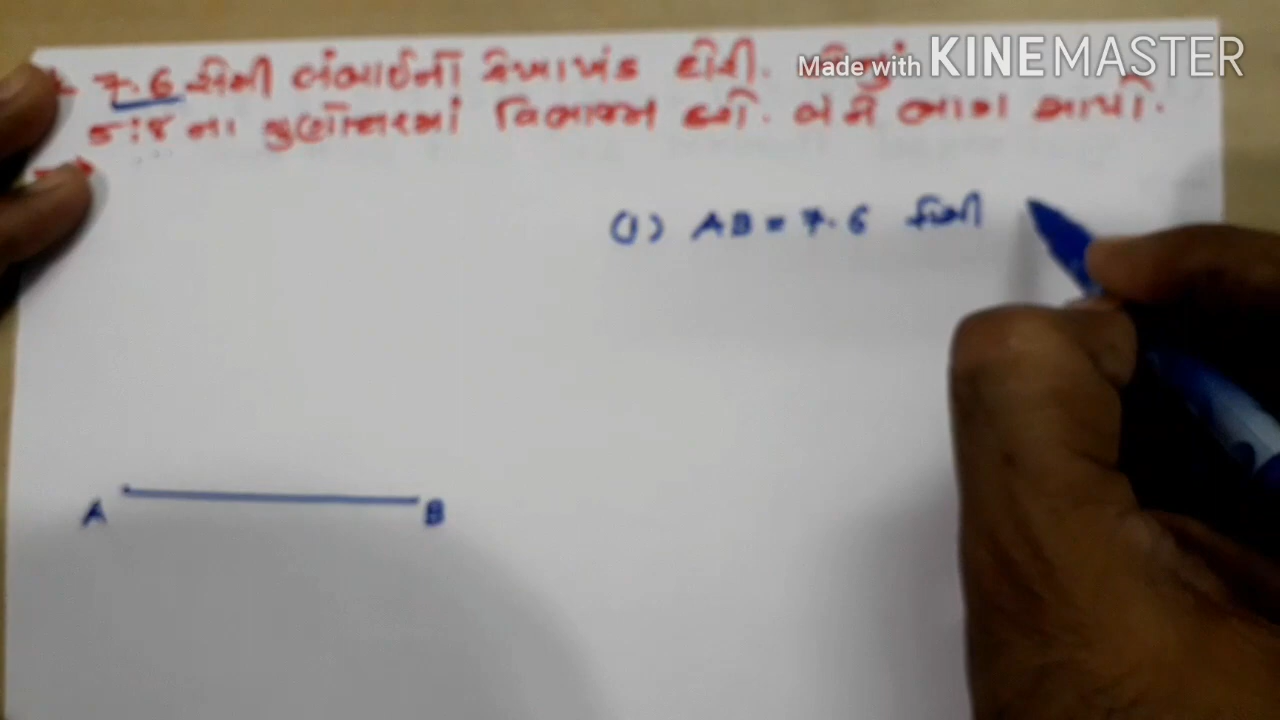 7.6 સેમી લંબાઈનો રેખાખંડ દોરી.
Made with KINEMASTER
5:8 ના ગુણોત્તરમાં વિભાજન કરો. બંને ભાગ માપો.
(1) AB = 7.6 સેમી
A B